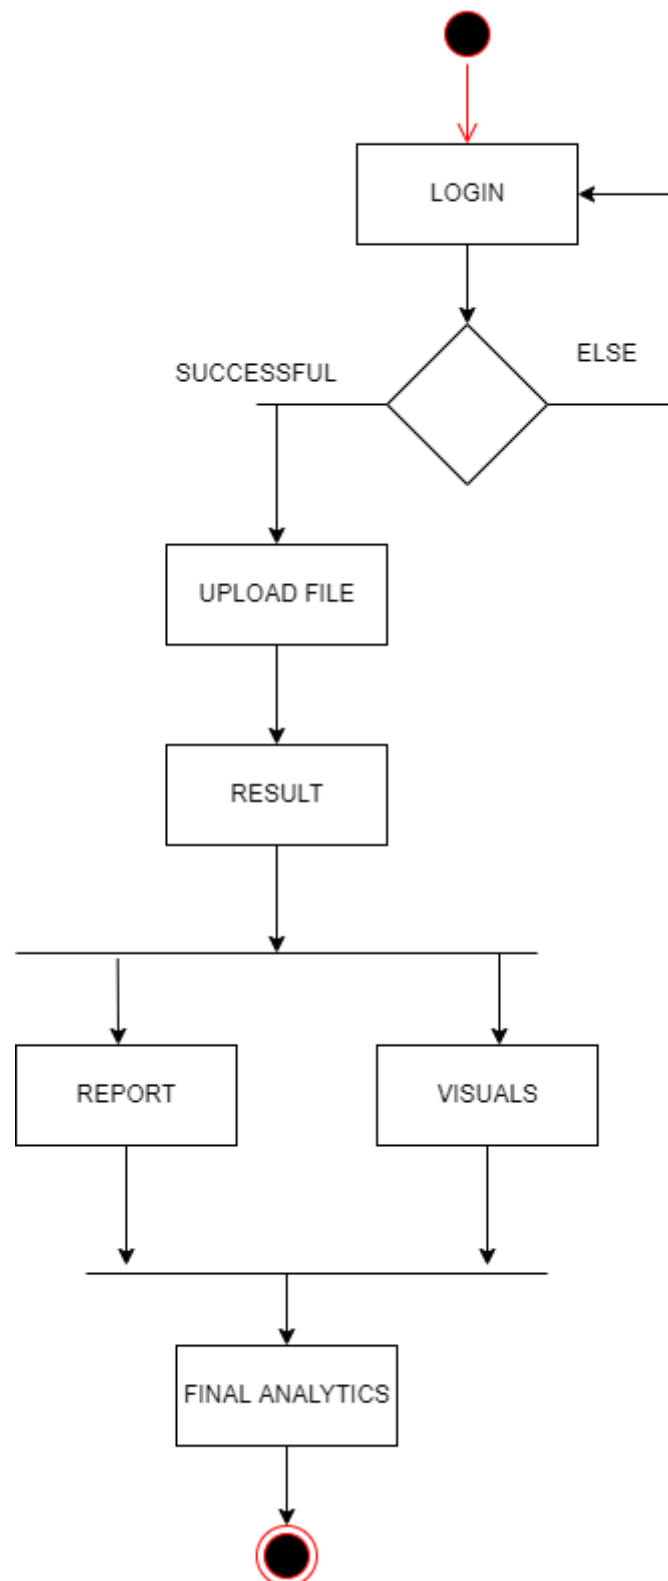 LOGIN
ELSE
SUCCESSFUL
UPLOAD FILE
RESULT
REPORT
VISUALS
FINAL ANALYTICS